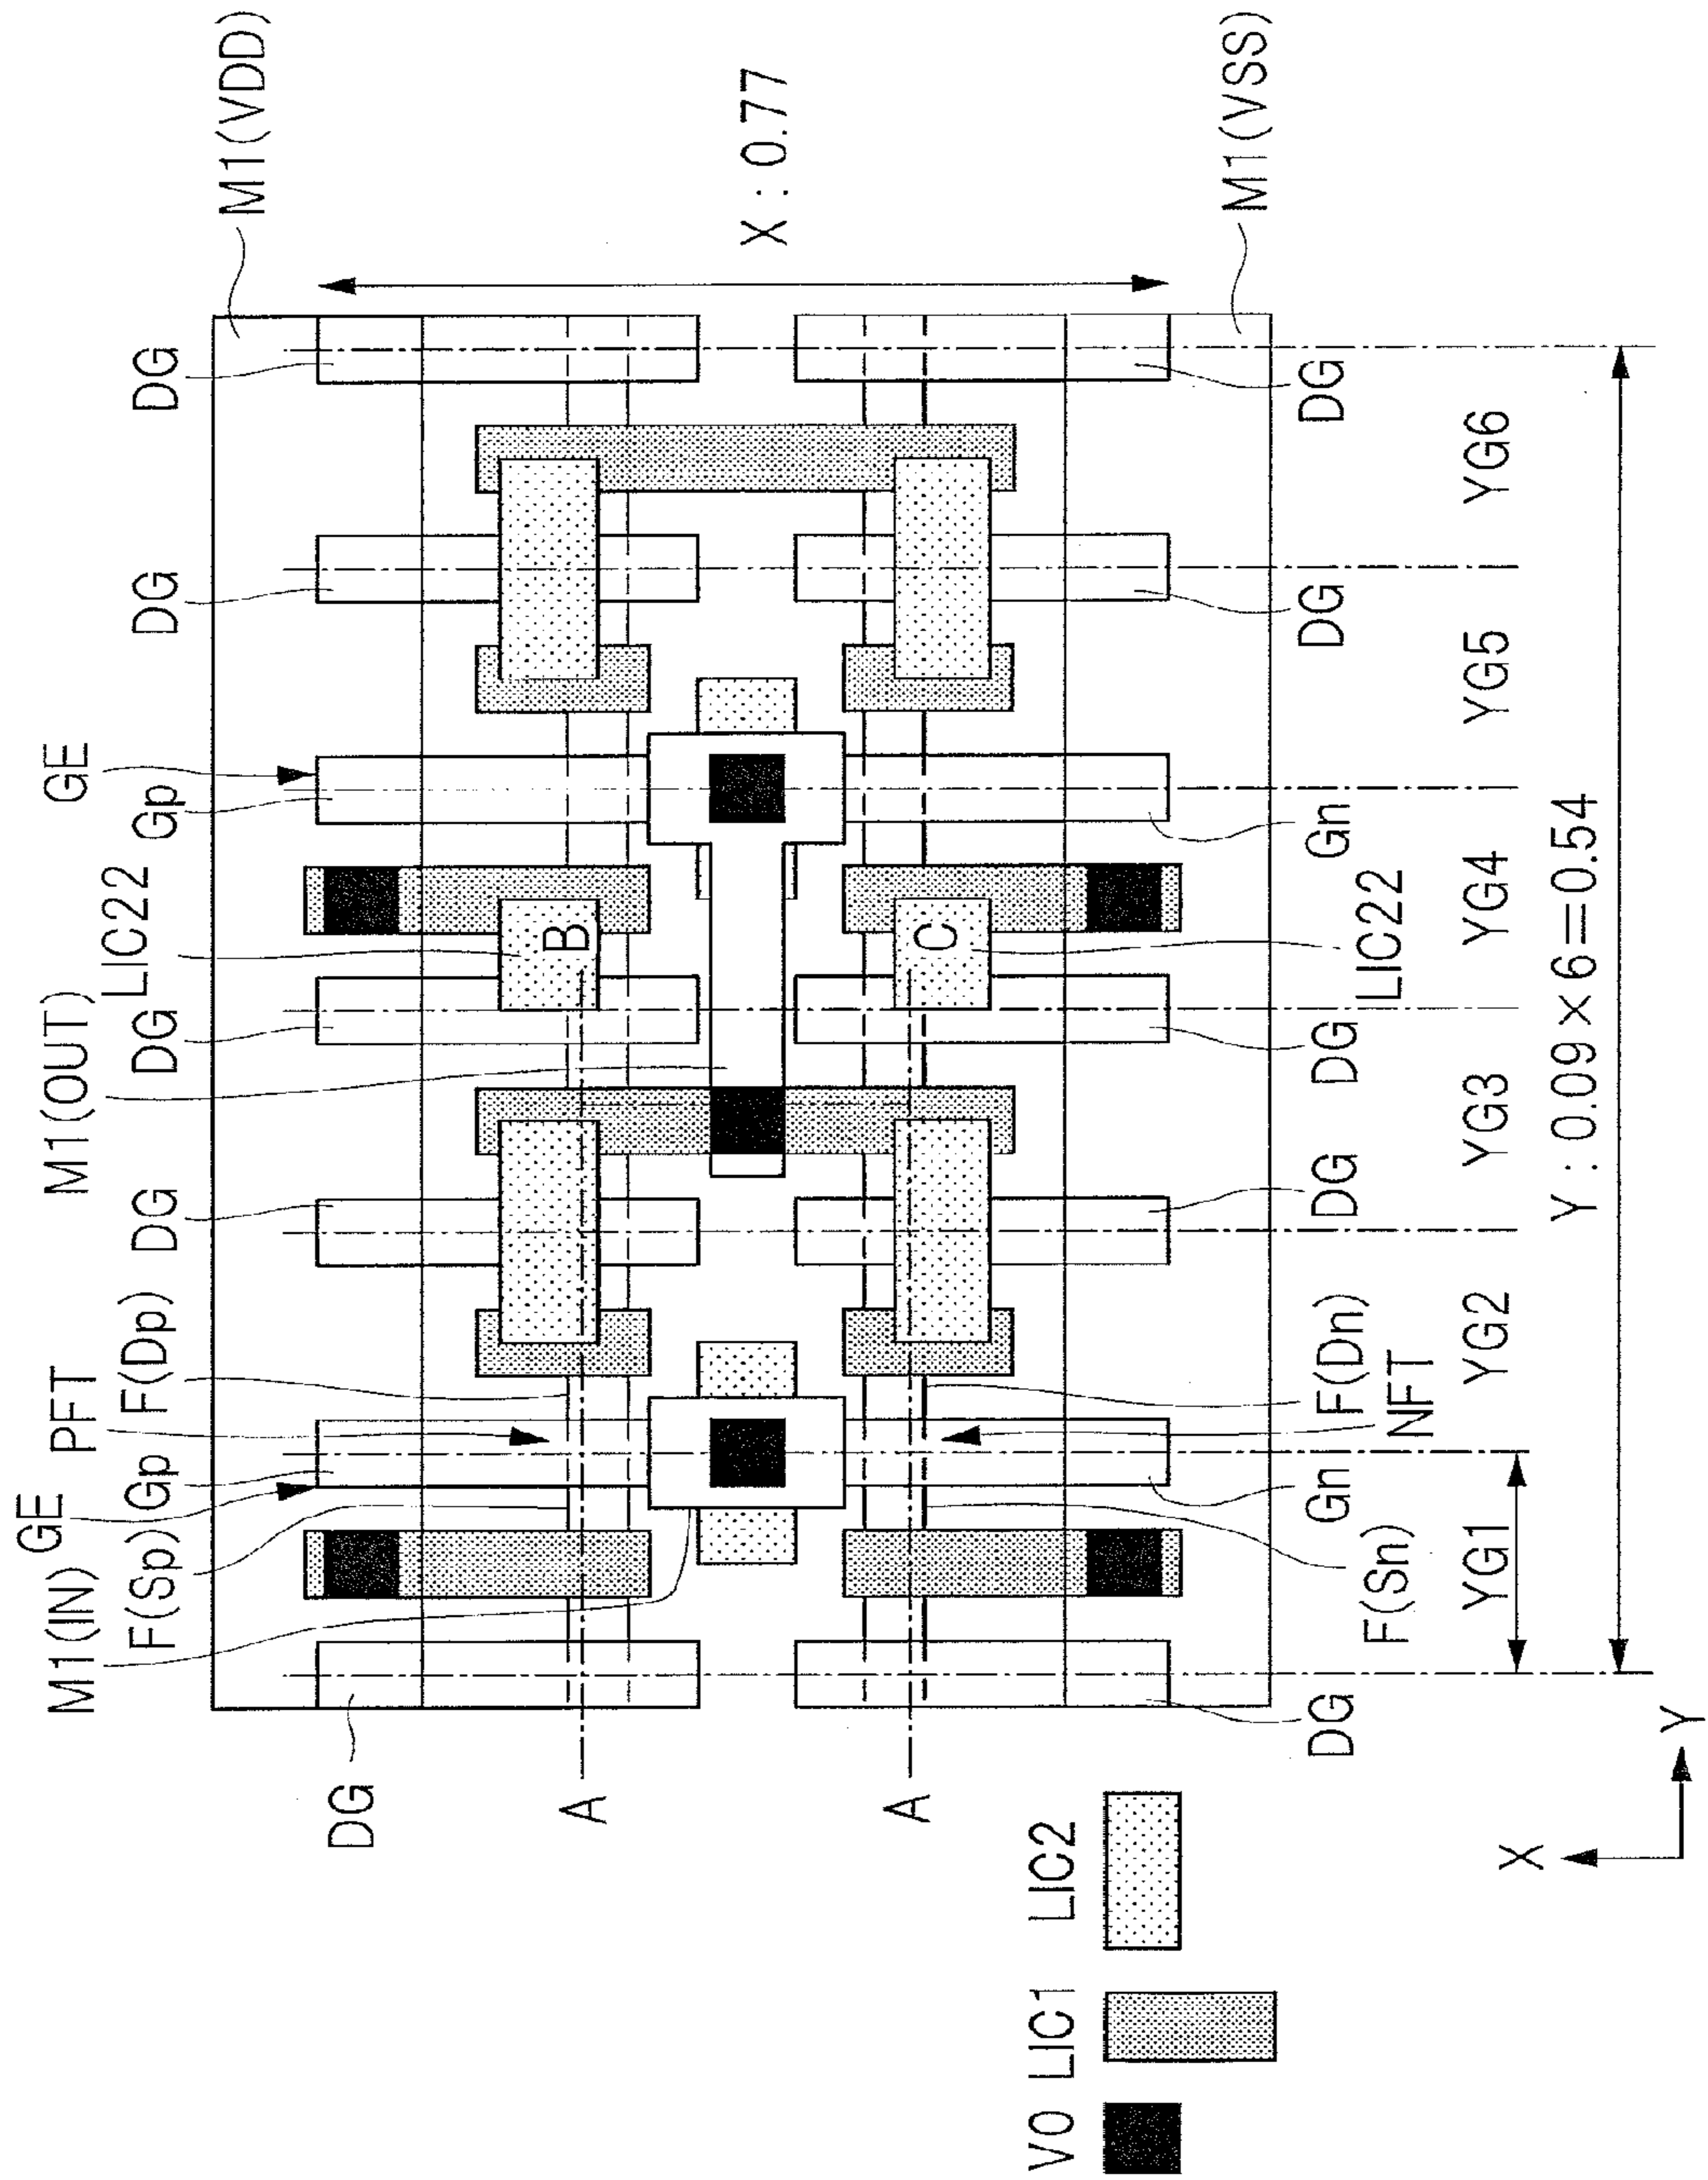 M1(IN)
GE
PFT
M1(OUT)
LIC22
GE
F(Sp)
Gp
F(Dp)
DG
DG
Gp
DG
DG
M1(VDD)
DG
A
B
X : 0.77
A
C
M1(VSS)
DG
Gn
DG
DG
Gn
DG
DG
F(Sn)
F(Dn)
NFT
LIC22
YG1
YG2
YG3
YG4
YG5
YG6
Y : 0.09×6=0.54
V0
LIC1
LIC2
X
Y